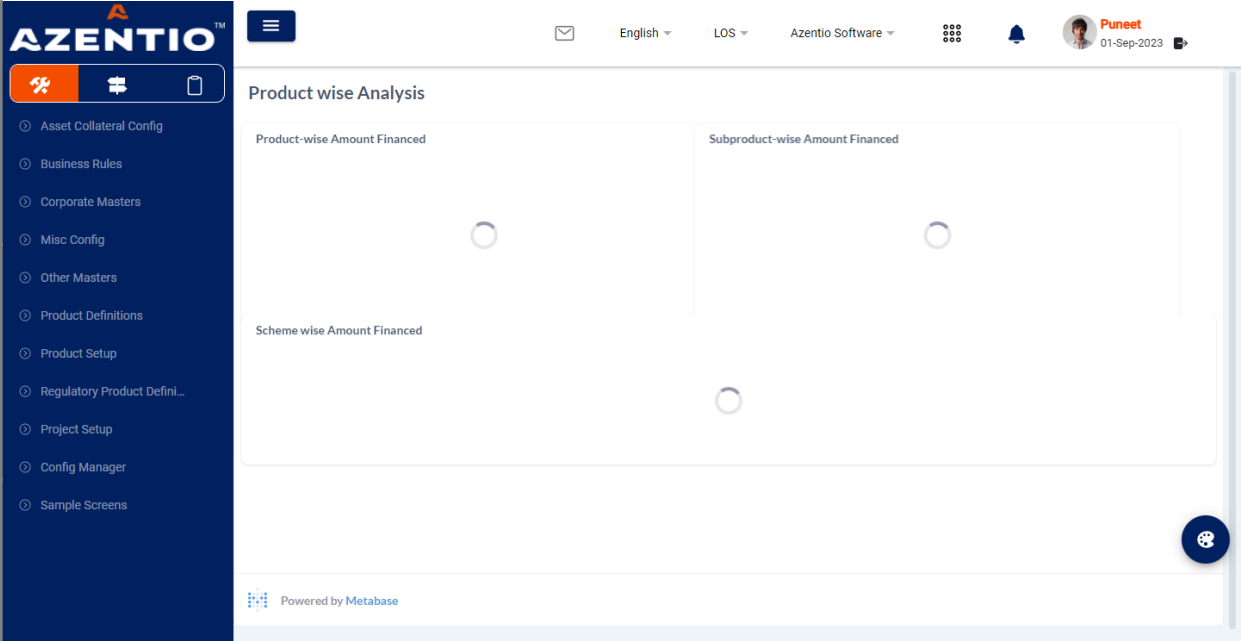 AZENTIO™
English
LOS
Azentio Software
Puneet
01-Sep-2023
Asset Collateral Config
Business Rules
Corporate Masters
Misc Config
Other Masters
Product Definitions
Product Setup
Regulatory Product Defini...
Project Setup
Config Manager
Sample Screens
Product wise Analysis
Product-wise Amount Financed
Subproduct-wise Amount Financed
Scheme wise Amount Financed
Powered by Metabase